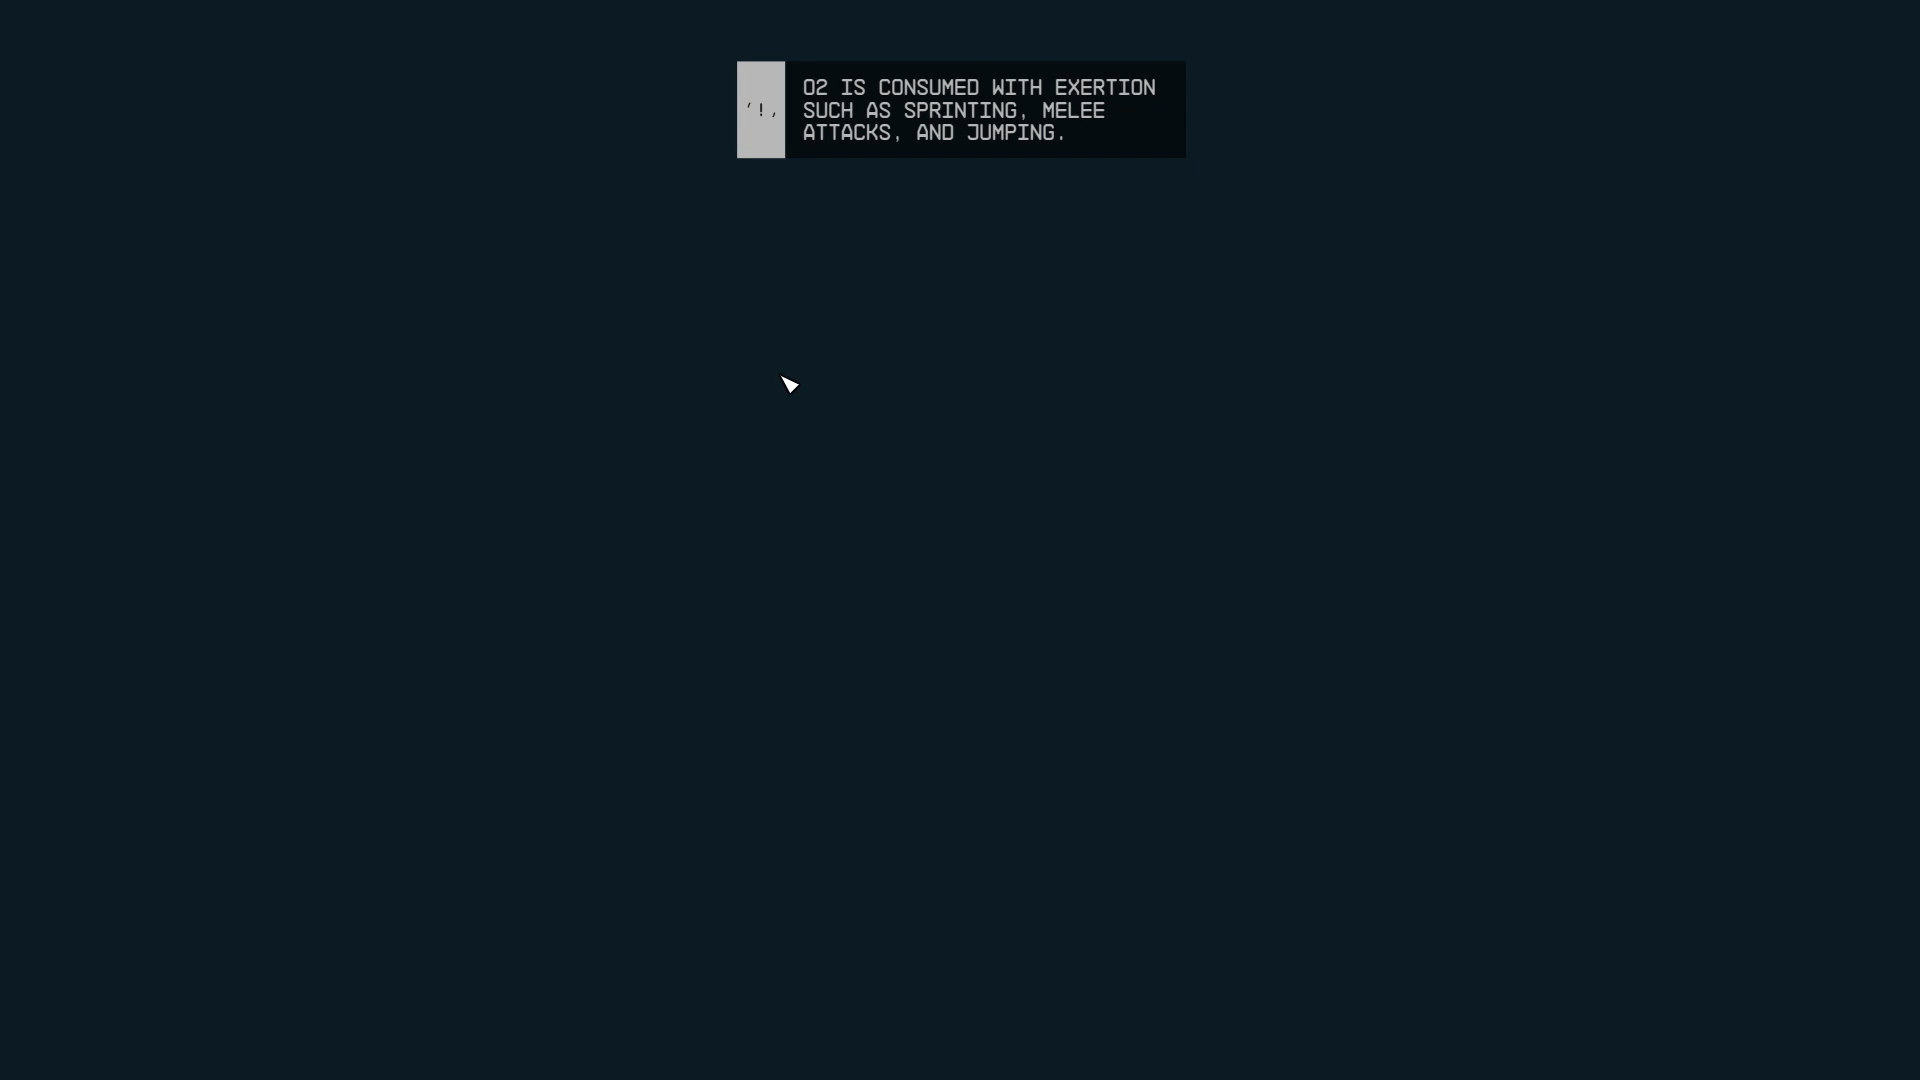 '!,
O2 IS CONSUMED WITH EXERTION
SUCH AS SPRINTING, MELEE
ATTACKS, AND JUMPING.